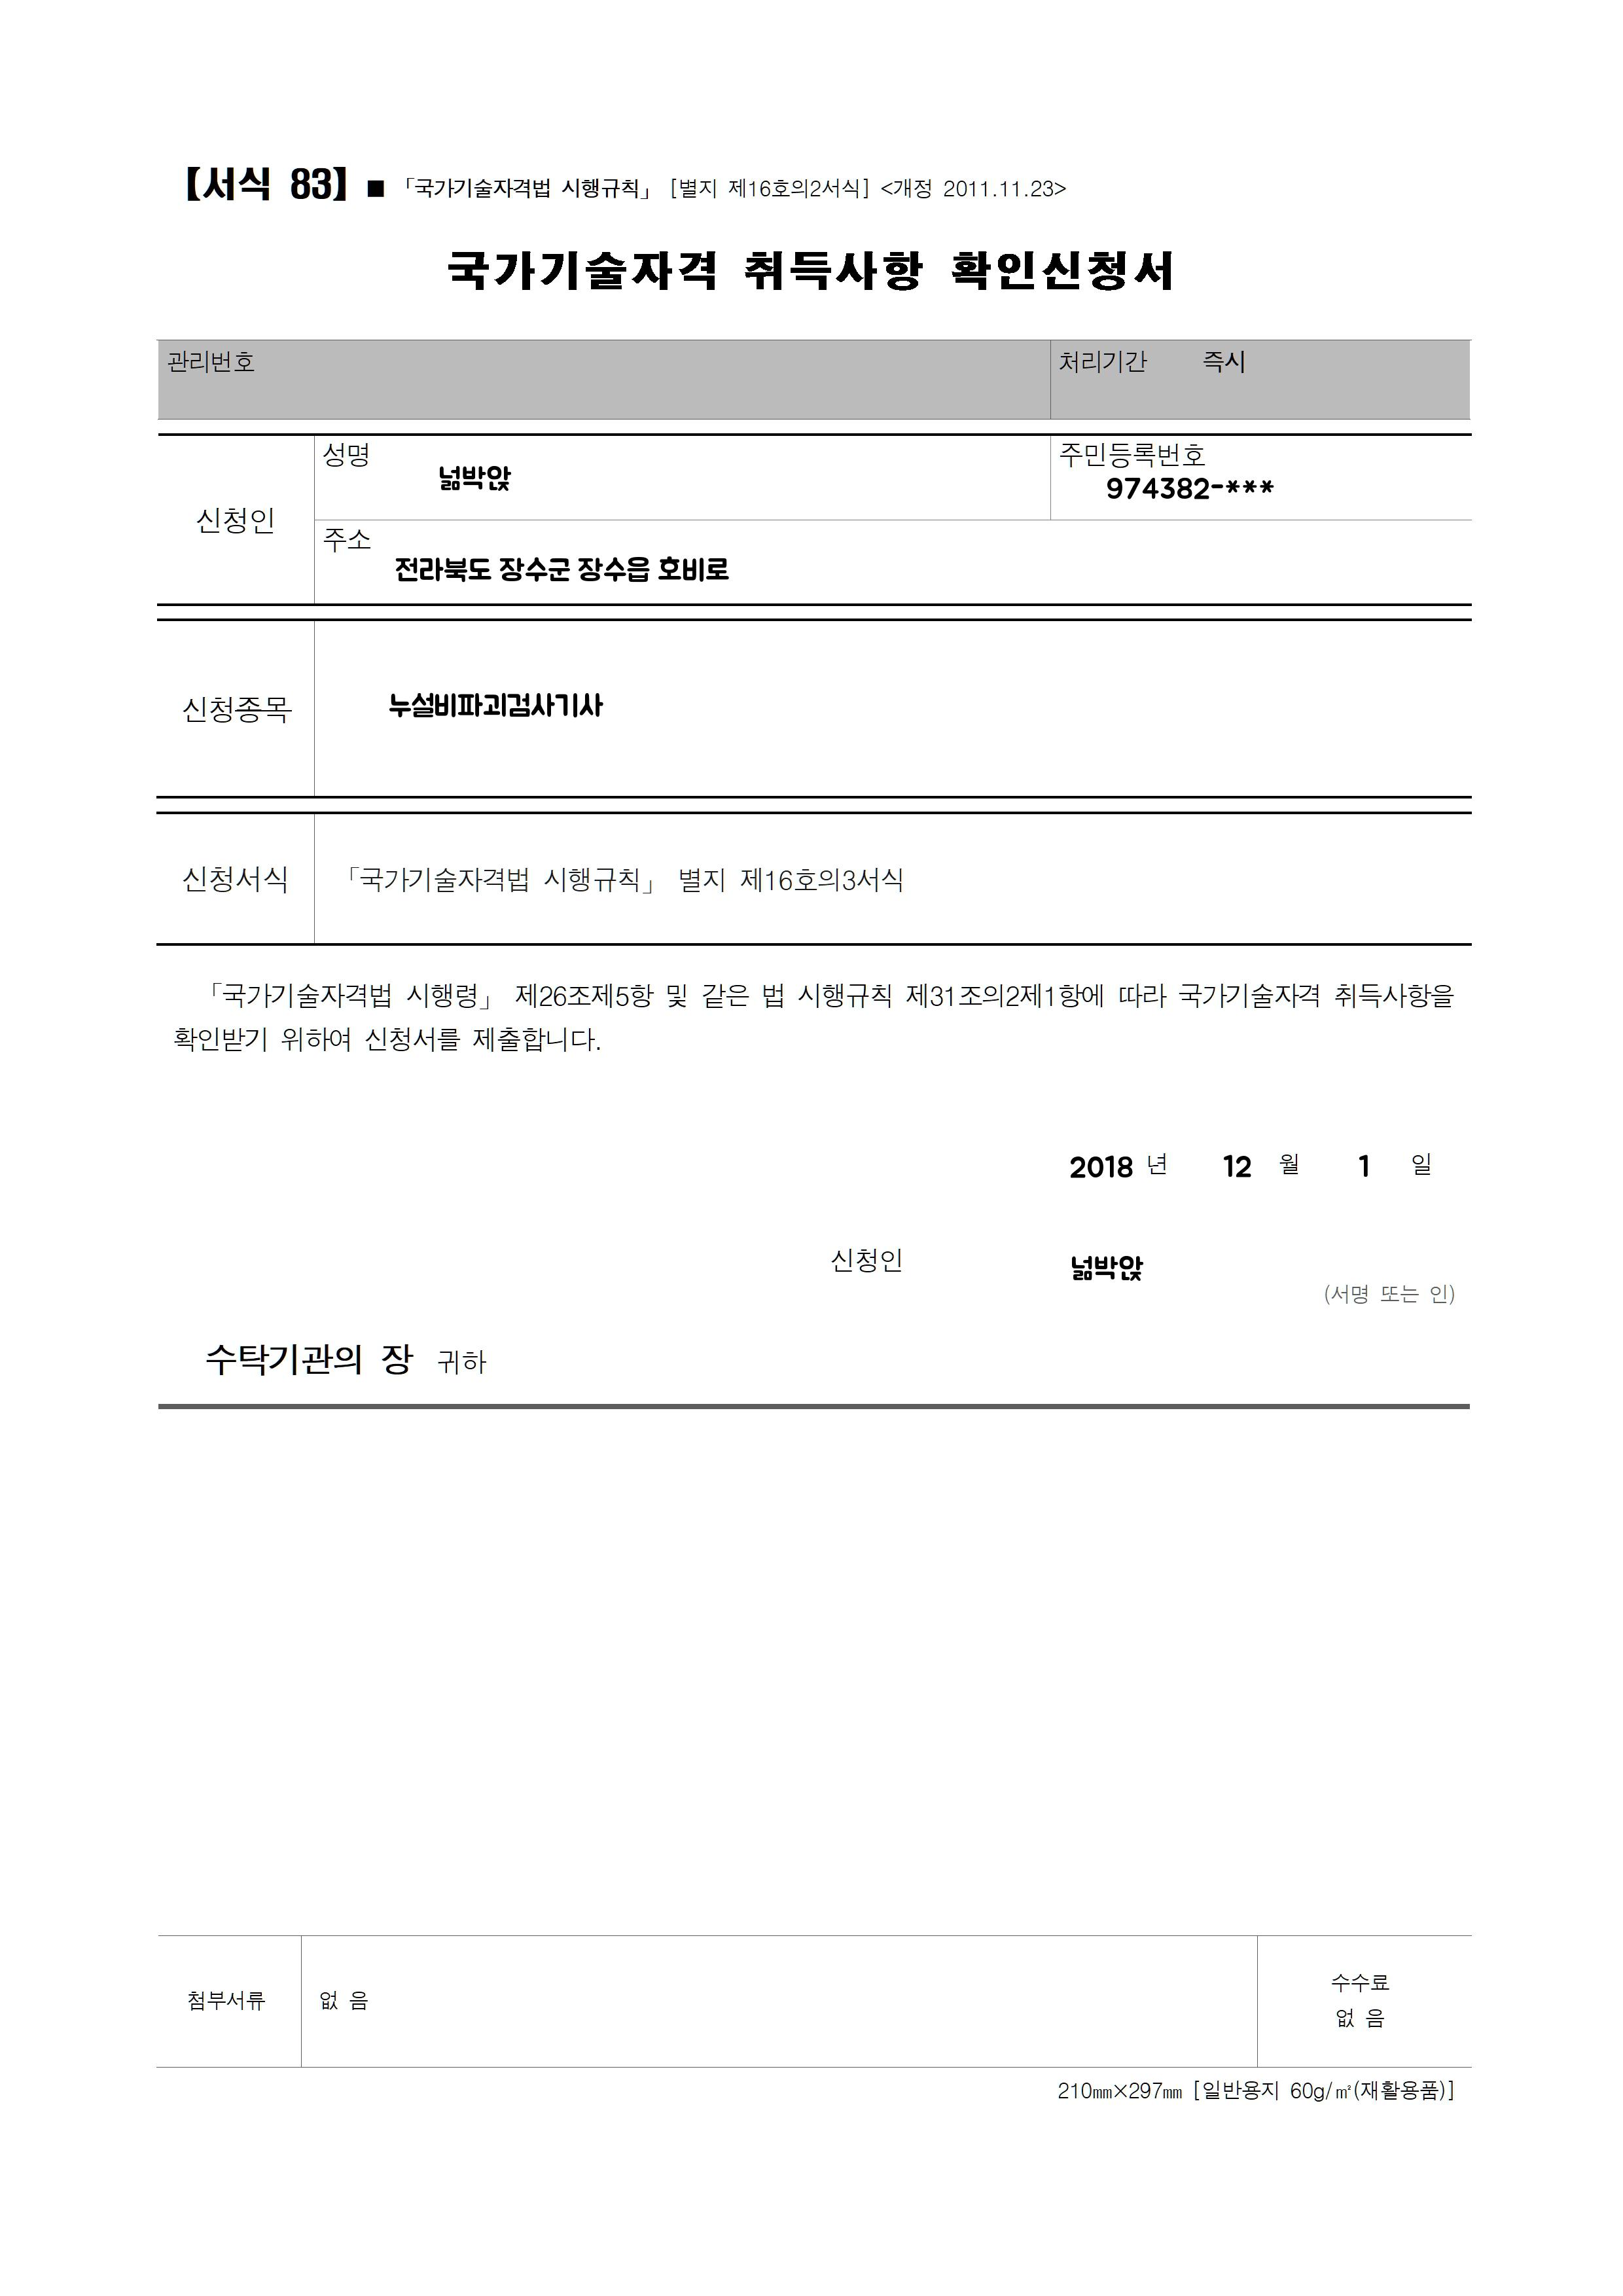 【서식 83】 ■ 「국가기술자격법 시행규칙」 [별지 제16호의2서식] <개정 2011.11.23>
국가기술자격 취득사항 확인신청서
관리번호
처리기간 즉시
신청인
성명
넒박앉
주민등록번호
974382-***
주소
전라북도 장수군 장수읍 호비로
신청종목
누설비파괴검사기사
신청서식
「국가기술자격법 시행규칙」 별지 제16호의3서식
「국가기술자격법 시행령」 제26조제5항 및 같은 법 시행규칙 제31조의2제1항에 따라 국가기술자격 취득사항을
확인받기 위하여 신청서를 제출합니다.
2018 년 12 월 1 일
신청인 넒박앉
(서명 또는 인)
수탁기관의 장 귀하
첨부서류
없 음
수수료
없 음
210㎜×297㎜ [일반용지 60g/㎡(재활용품)]